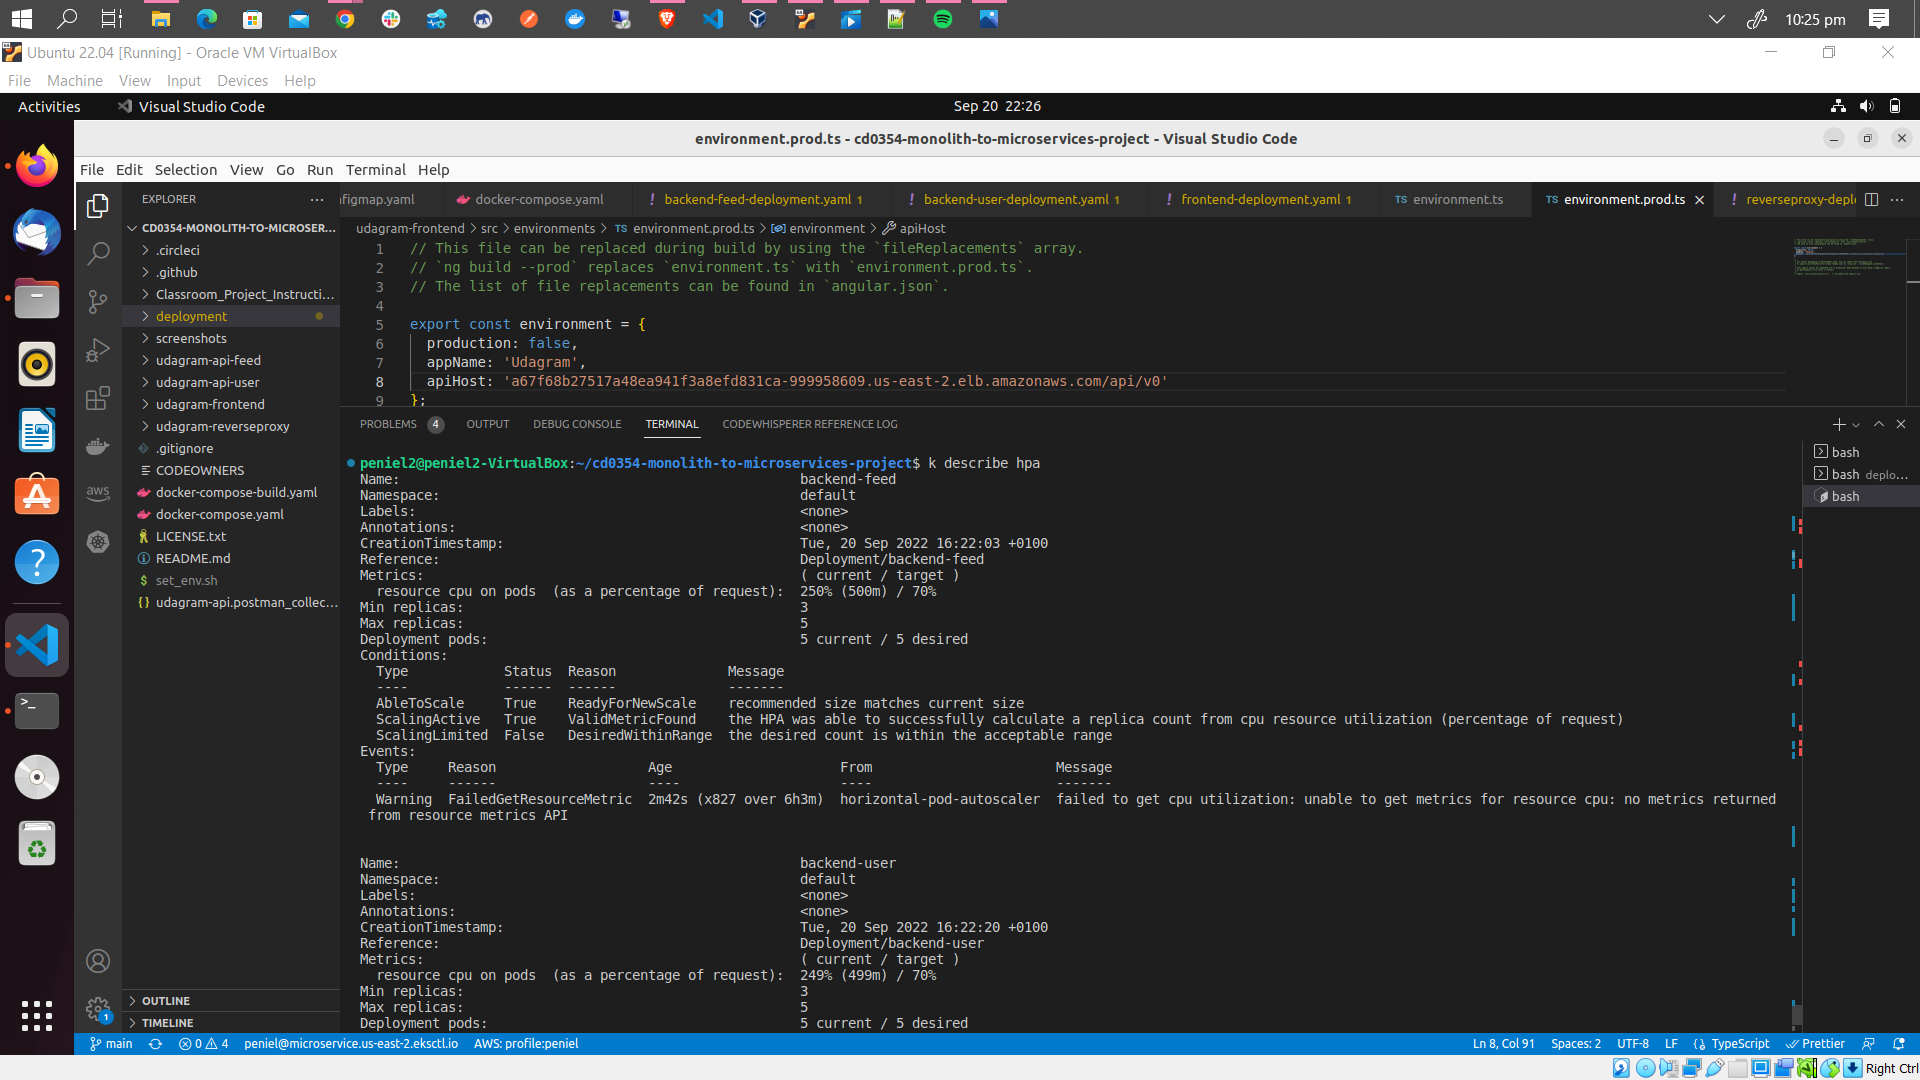 10:25 pm
Ubuntu 22.04 [Running] - Oracle VM VirtualBox
File Machine View Input Devices Help
Activities Visual Studio Code Sep 20 22:26
environment.prod.ts - cd0354-monolith-to-microservices-project - Visual Studio Code
File Edit Selection View Go Run Terminal Help
EXPLORER
CD0354-MONOLITH-TO-MICROSER...
.circleci
.github
Classroom_Project_Instructi...
deployment
screenshots
udagram-api-feed
udagram-api-user
udagram-frontend
udagram-reverseproxy
.gitignore
CODEOWNERS
docker-compose-build.yaml
docker-compose.yaml
LICENSE.txt
README.md
$ set_env.sh
{} udagram-api.postman_collec...
OUTLINE
TIMELINE
aws
1
nfigmap.yaml docker-compose.yaml ! backend-feed-deployment.yaml 1 ! backend-user-deployment.yaml 1 ! frontend-deployment.yaml 1 TS environment.ts TS environment.prod.ts ! reverseproxy-deplo
udagram-frontend > src > environments > TS environment.prod.ts > environment > apiHost
1 // This file can be replaced during build by using the `fileReplacements` array.
2 // `ng build --prod` replaces `environment.ts` with `environment.prod.ts`.
3 // The list of file replacements can be found in `angular.json`.
4
5 export const environment = {
6 production: false,
7 appName: 'Udagram',
8 apiHost: 'a67f68b27517a48ea941f3a8efd831ca-999958609.us-east-2.elb.amazonaws.com/api/v0'
9 };
PROBLEMS 4 OUTPUT DEBUG CONSOLE TERMINAL CODEWHISPERER REFERENCE LOG
bash
bash deplo...
bash
peniel2@peniel2-VirtualBox:~/cd0354-monolith-to-microservices-project$ k describe hpa
Name: backend-feed
Namespace: default
Labels: <none>
Annotations: <none>
CreationTimestamp: Tue, 20 Sep 2022 16:22:03 +0100
Reference: Deployment/backend-feed
Metrics: ( current / target )
resource cpu on pods (as a percentage of request): 250% (500m) / 70%
Min replicas: 3
Max replicas: 5
Deployment pods: 5 current / 5 desired
Conditions:
Type Status Reason Message
---- ------ ------ -------
AbleToScale True ReadyForNewScale recommended size matches current size
ScalingActive True ValidMetricFound the HPA was able to successfully calculate a replica count from cpu resource utilization (percentage of request)
ScalingLimited False DesiredWithinRange the desired count is within the acceptable range
Events:
Type Reason Age From Message
---- ------ ---- ---- -------
Warning FailedGetResourceMetric 2m42s (x827 over 6h3m) horizontal-pod-autoscaler failed to get cpu utilization: unable to get metrics for resource cpu: no metrics returned
from resource metrics API
Name: backend-user
Namespace: default
Labels: <none>
Annotations: <none>
CreationTimestamp: Tue, 20 Sep 2022 16:22:20 +0100
Reference: Deployment/backend-user
Metrics: ( current / target )
resource cpu on pods (as a percentage of request): 249% (499m) / 70%
Min replicas: 3
Max replicas: 5
Deployment pods: 5 current / 5 desired
main 0 4 peniel@microservice.us-east-2.eksctl.io AWS: profile:peniel Ln 8, Col 91 Spaces: 2 UTF-8 LF {} TypeScript Prettier
Right Ctrl